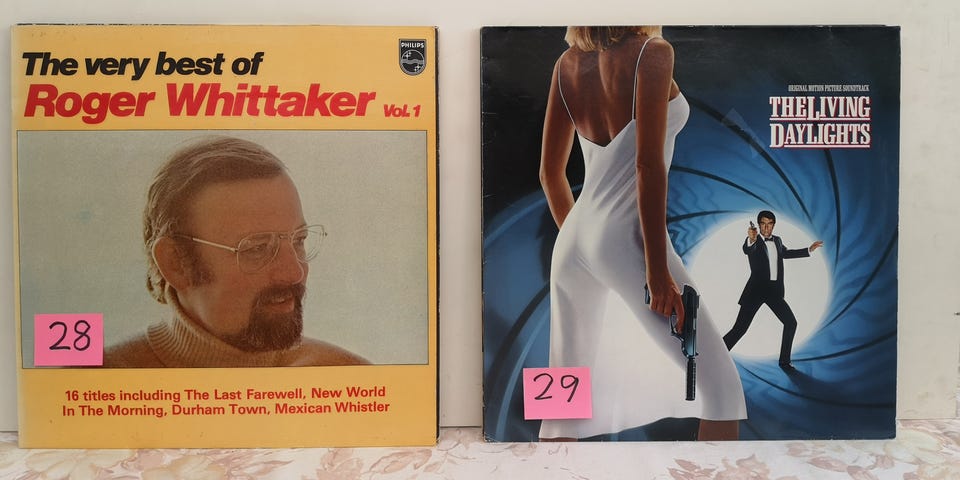 The very best of
Roger Whittaker Vol. 1
PHILIPS
28
16 titles including The Last Farewell, New World
In The Morning, Durham Town, Mexican Whistler
ORIGINAL MOTION PICTURE SOUNDTRACK
THE LIVING
DAYLIGHTS
29